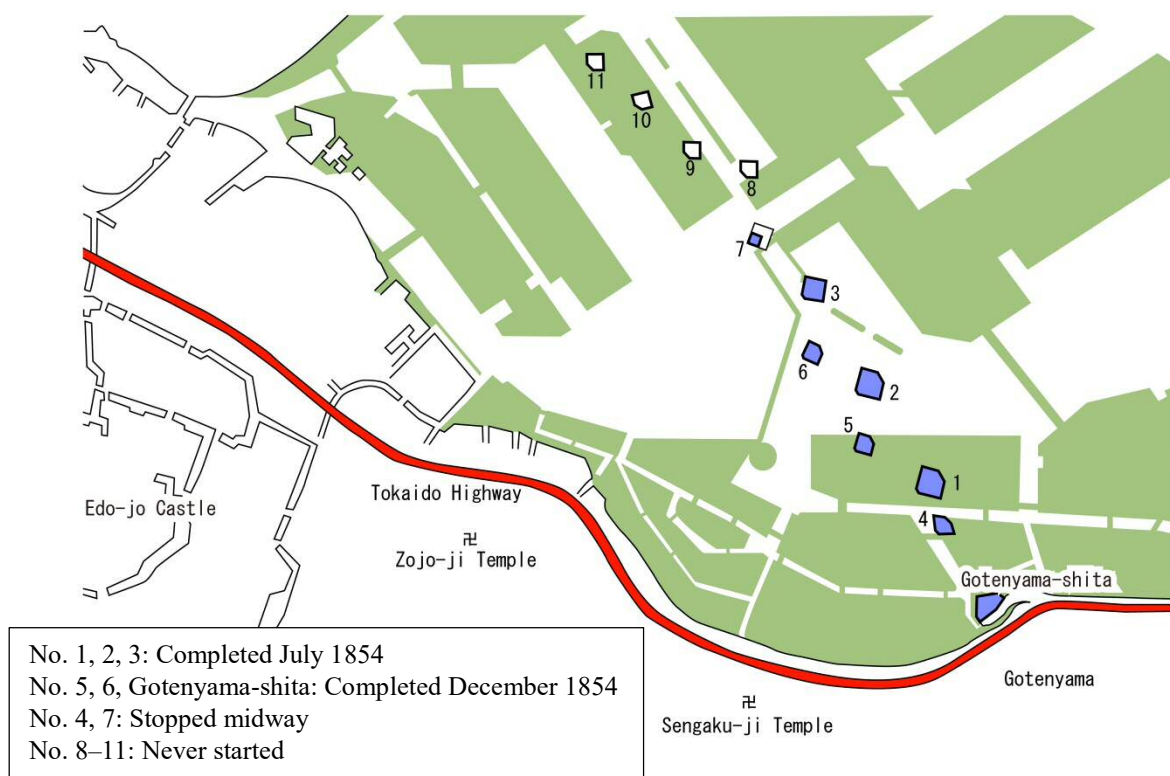 11
10
9
8
7
3
6
2
5
1
4
Edo-jo Castle
Tokaido Highway
卍
Zojo-ji Temple
Gotenyama-shita
Gotenyama
卍
Sengaku-ji Temple
No. 1, 2, 3: Completed July 1854
No. 5, 6, Gotenyama-shita: Completed December 1854
No. 4, 7: Stopped midway
No. 8–11: Never started